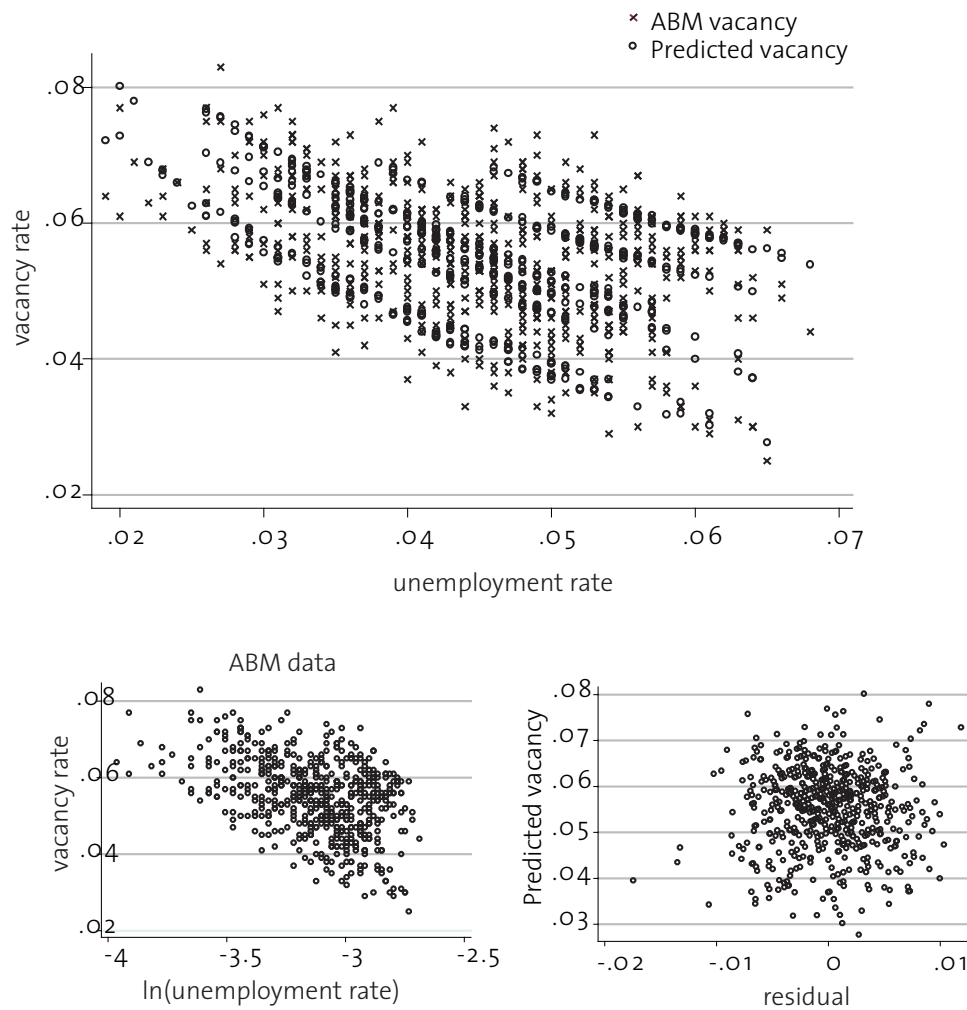 × ABM vacancy
o Predicted vacancy
.08
.06
.04
.02
vacancy rate
.02 .03 .04 .05 .06 .07
unemployment rate
ABM data
.08
.06
.04
.02
vacancy rate
-4 -3.5 -3 -2.5
ln(unemployment rate)
.08
.07
.06
.05
.04
.03
Predicted vacancy
-.02 -.01 0 .01
residual